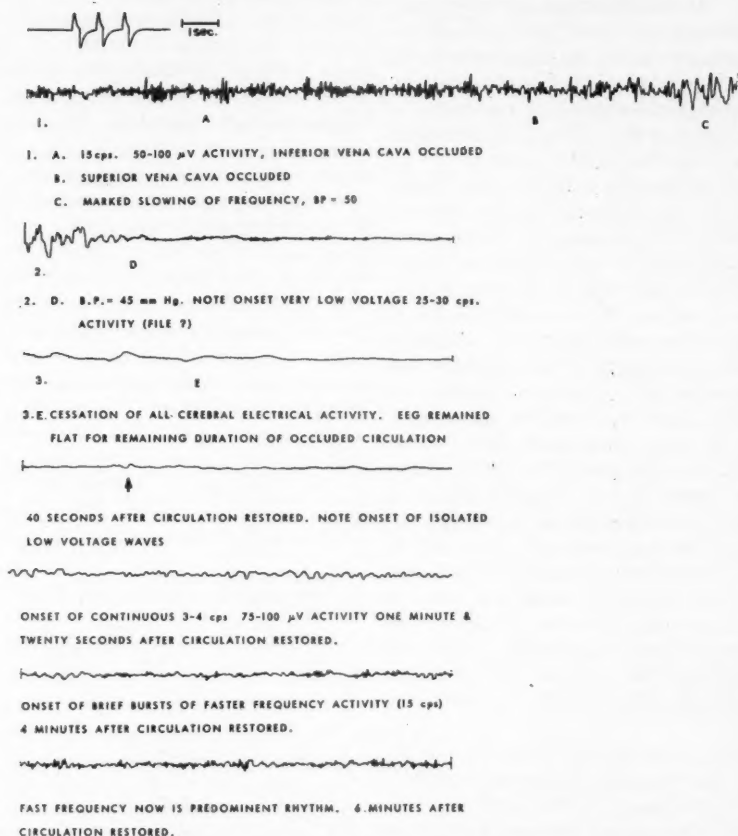 1 sec.
A
B
C
1.
1. A. 15 cps. 50-100 µV ACTIVITY, INFERIOR VENA CAVA OCCLUDED
B. SUPERIOR VENA CAVA OCCLUDED
C. MARKED SLOWING OF FREQUENCY, BP = 50
D
2.
2. D. B.P. = 45 mm Hg. NOTE ONSET VERY LOW VOLTAGE 25-30 cps.
ACTIVITY (FILE ?)
3.
E
3.E. CESSATION OF ALL CEREBRAL ELECTRICAL ACTIVITY. EEG REMAINED
FLAT FOR REMAINING DURATION OF OCCLUDED CIRCULATION
40 SECONDS AFTER CIRCULATION RESTORED. NOTE ONSET OF ISOLATED
LOW VOLTAGE WAVES
ONSET OF CONTINUOUS 3-4 cps 75-100 µV ACTIVITY ONE MINUTE &
TWENTY SECONDS AFTER CIRCULATION RESTORED.
ONSET OF BRIEF BURSTS OF FASTER FREQUENCY ACTIVITY (15 cps)
4 MINUTES AFTER CIRCULATION RESTORED.
FAST FREQUENCY NOW IS PREDOMINENT RHYTHM. 6 MINUTES AFTER
CIRCULATION RESTORED.